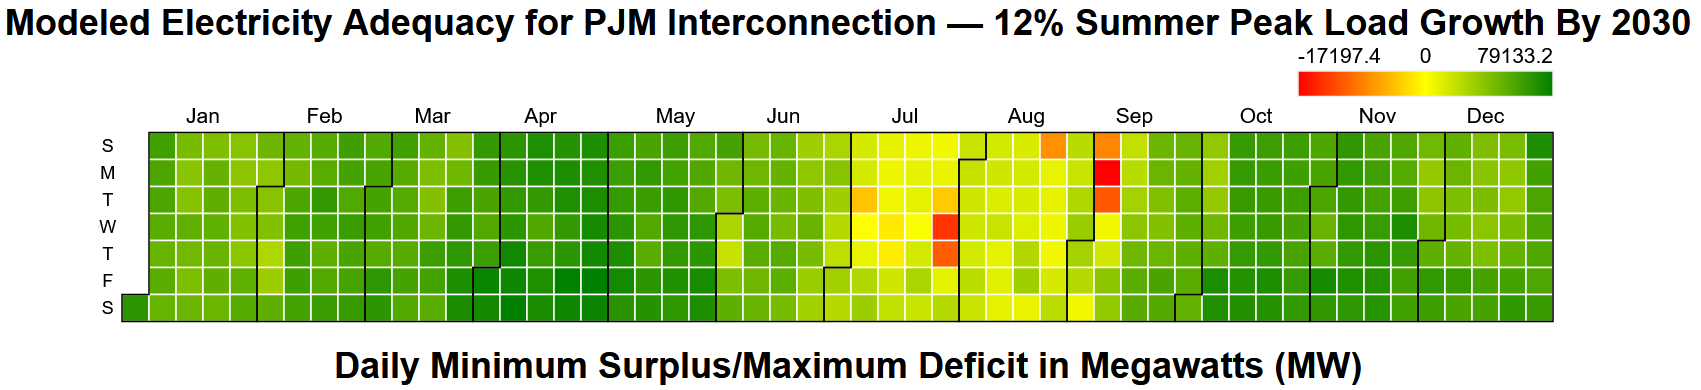 Modeled Electricity Adequacy for PJM Interconnection — 12% Summer Peak Load Growth By 2030
-17197.4 0 79133.2
Jan Feb Mar Apr May Jun Jul Aug Sep Oct Nov Dec
S
M
T
W
T
F
S
Daily Minimum Surplus/Maximum Deficit in Megawatts (MW)